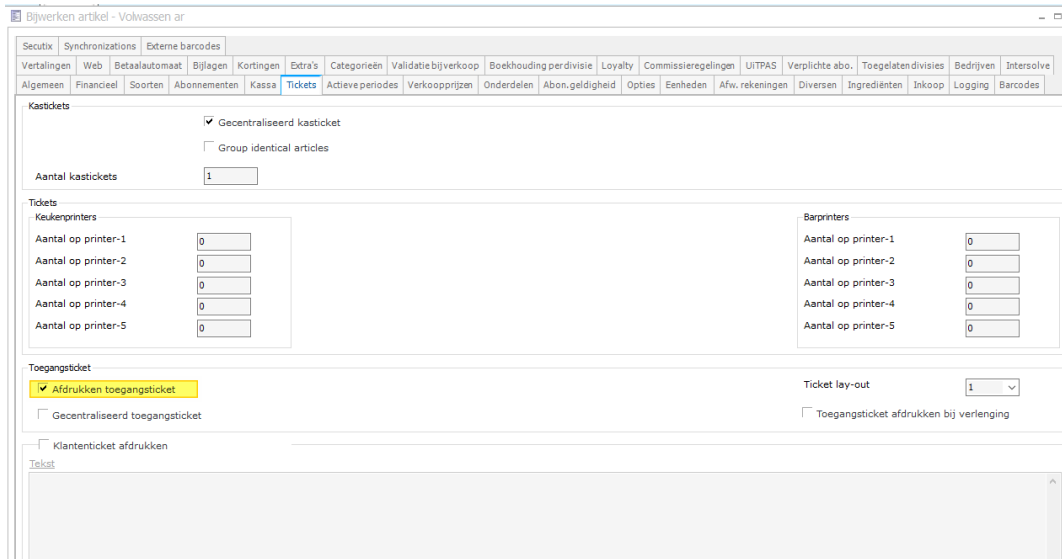 Bijwerken artikel - Volwassen ar
Secutix Synchronizations Externe barcodes
Vertalingen Web Betaalautomaat Bijlagen Kortingen Extra's Categorieën Validatie bij verkoop Boekhouding per divisie Loyalty Commissieregelingen UiTPAS Verplichte abo. Toegelaten divisies Bedrijven Intersolve
Algemeen Financieel Soorten Abonnementen Kassa Tickets Actieve periodes Verkoopprijzen Onderdelen Abon.geldigheid Opties Eenheden Afw. rekeningen Diversen Ingrediënten Inkoop Logging Barcodes
Kastickets
Gecentraliseerd kasticket
Group identical articles
Aantal kastickets 1
Tickets
Keukenprinters Barprinters
Aantal op printer-1 0 Aantal op printer-1 0
Aantal op printer-2 0 Aantal op printer-2 0
Aantal op printer-3 0 Aantal op printer-3 0
Aantal op printer-4 0 Aantal op printer-4 0
Aantal op printer-5 0 Aantal op printer-5 0
Toegangsticket
Afdrukken toegangsticket Ticket lay-out 1
Gecentraliseerd toegangsticket Toegangsticket afdrukken bij verlenging
Klantenticket afdrukken
Tekst